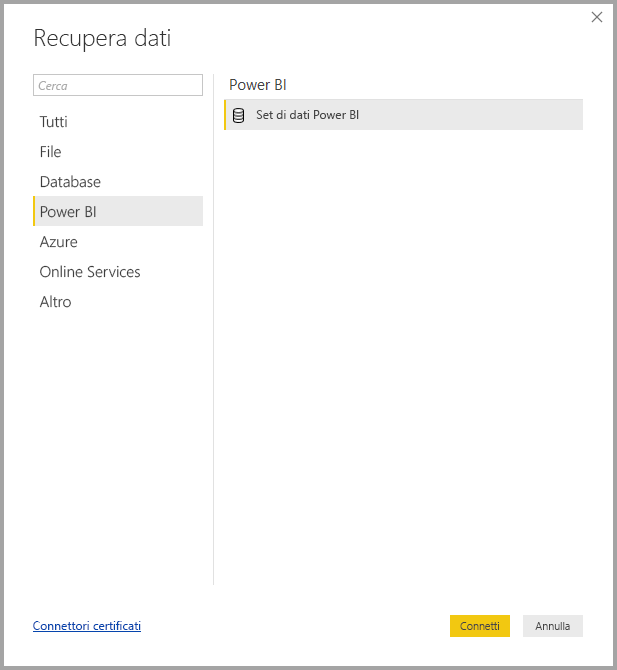 Recupera dati
Cerca
Tutti
File
Database
Power BI
Azure
Online Services
Altro
Power BI
Set di dati Power BI
Connettori certificati
Connetti
Annulla